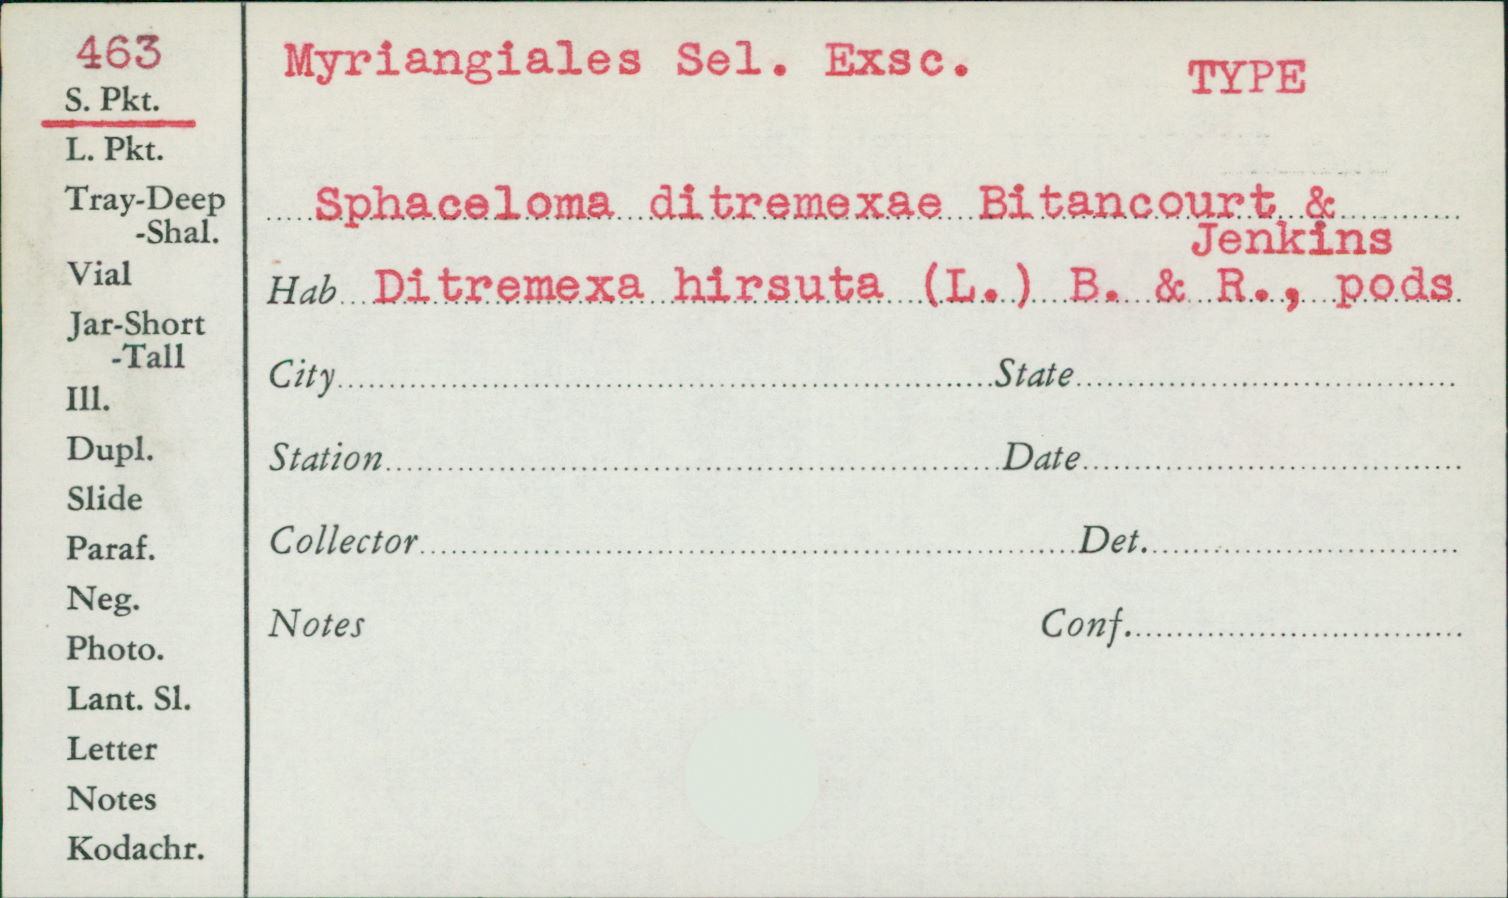 463
S. Pkt.
L. Pkt.
Tray-Deep
-Shal.
Vial
Jar-Short
-Tall
Ill.
Dupl.
Slide
Paraf.
Neg.
Photo.
Lant. Sl.
Letter
Notes
Kodachr.
Myriangiales Sel. Exsc.
TYPE
Sphaceloma ditremexae Bitancourt &
Jenkins
Hab Ditremexa hirsuta (L.) B. & R., pods
City State
Station Date
Collector Det.
Notes Conf.